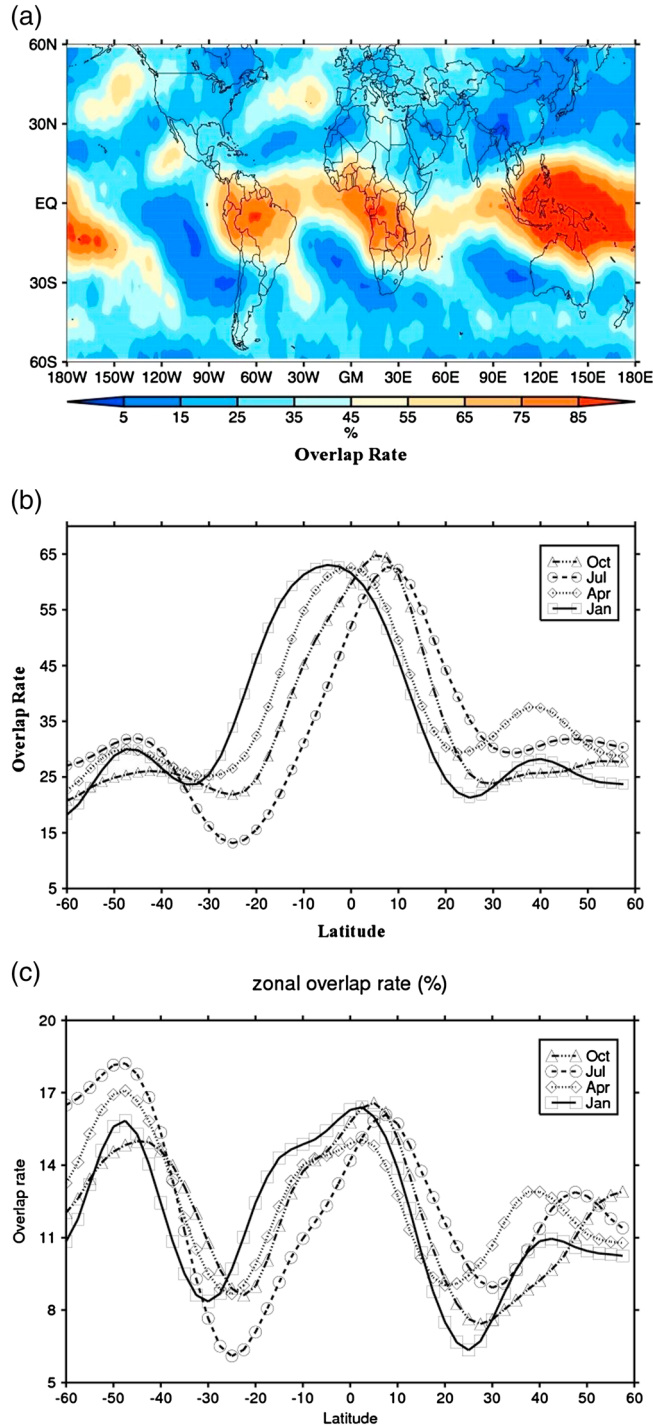 (a)
60N
30N
EQ
30S
60S
180W 150W 120W 90W 60W 30W GM 30E 60E 90E 120E 150E 180E
5 15 25 35 45 55 65 75 85
%
Overlap Rate
(b)
65
55
45
35
25
15
5
Overlap Rate
Oct
Jul
Apr
Jan
-60 -50 -40 -30 -20 -10 0 10 20 30 40 50 60
Latitude
(c)
zonal overlap rate (%)
20
17
14
11
8
5
Overlap rate
Oct
Jul
Apr
Jan
-60 -50 -40 -30 -20 -10 0 10 20 30 40 50 60
Latitude